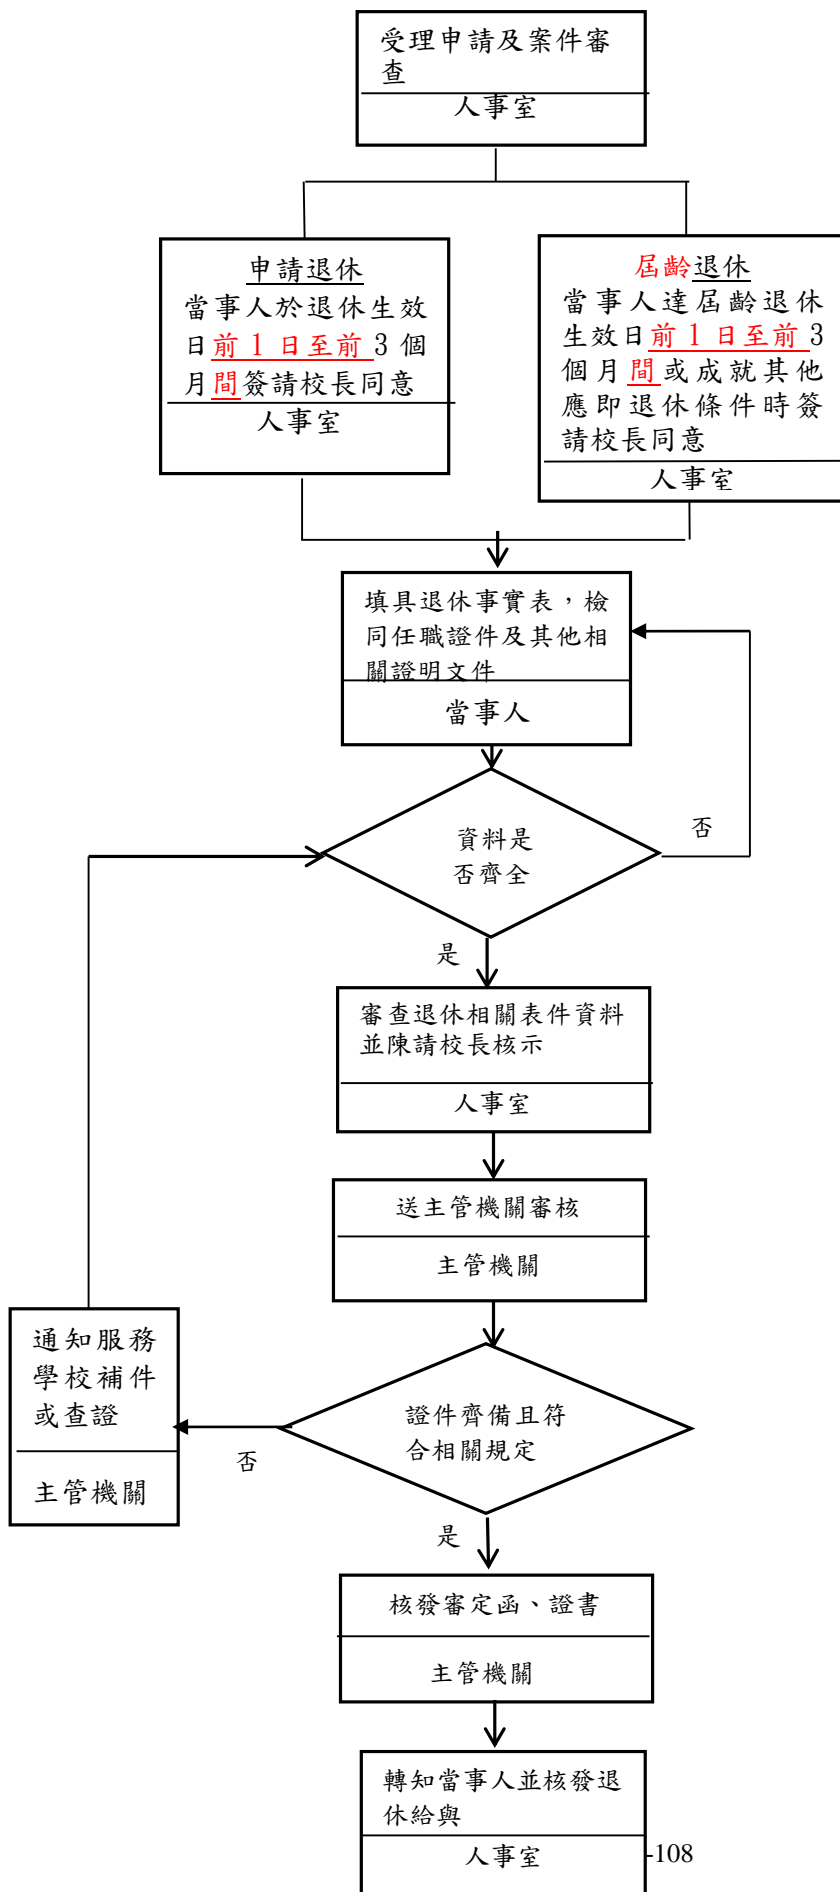 受理申請及案件審
查
人事室
申請退休
當事人於退休生效
日前 1 日至前 3 個
月間簽請校長同意
人事室
屆齡退休
當事人達屆齡退休
生效日前 1 日至前 3
個月間或成就其他
應即退休條件時簽
請校長同意
人事室
填具退休事實表，檢
同任職證件及其他相
關證明文件
當事人
資料是
否齊全
否
是
審查退休相關表件資料
並陳請校長核示
人事室
送主管機關審核
主管機關
通知服務
學校補件
或查證
主管機關
否
證件齊備且符
合相關規定
是
核發審定函、證書
主管機關
轉知當事人並核發退
休給與
人事室
-108